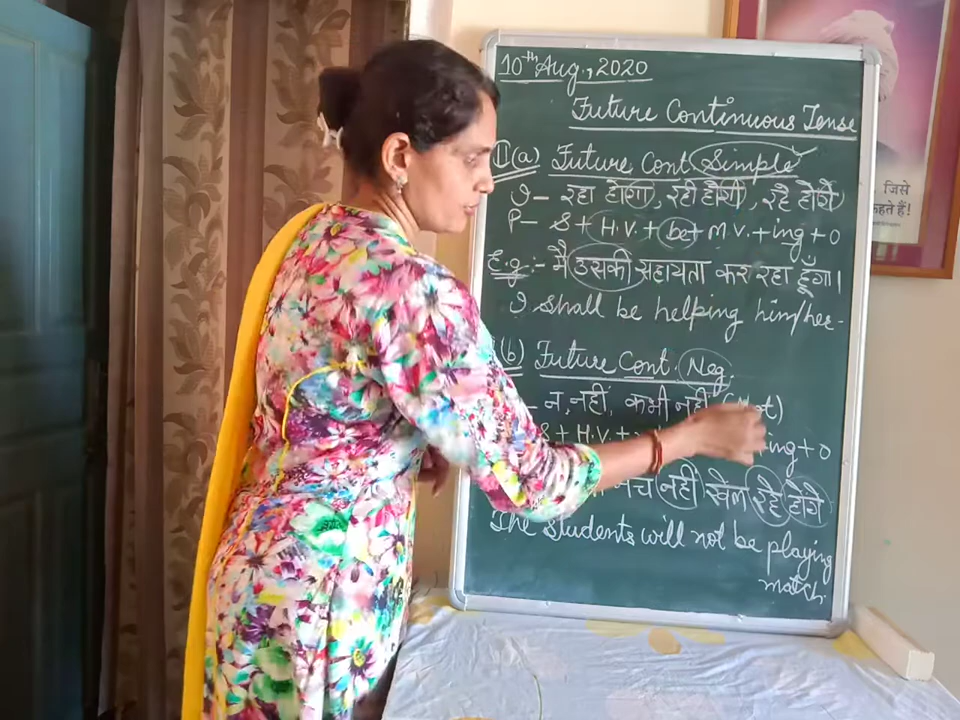 10th Aug., 2020
Future Continuous Tense
I(a) Future Cont. Simple
I – रहा होगा, रही होगी, रहे होंगे
P – S + H.V. + be + M.V. + ing + O
E.g:- मैं उसकी सहायता कर रहा हूँगा।
I shall be helping him/her.
(b) Future Cont. Neg.
– न, नहीं, कभी नहीं (Not)
S + H.V. + ing + O
मैच नहीं खेल रहे होंगे
The students will not be playing
match
जिसे
कहते हैं!